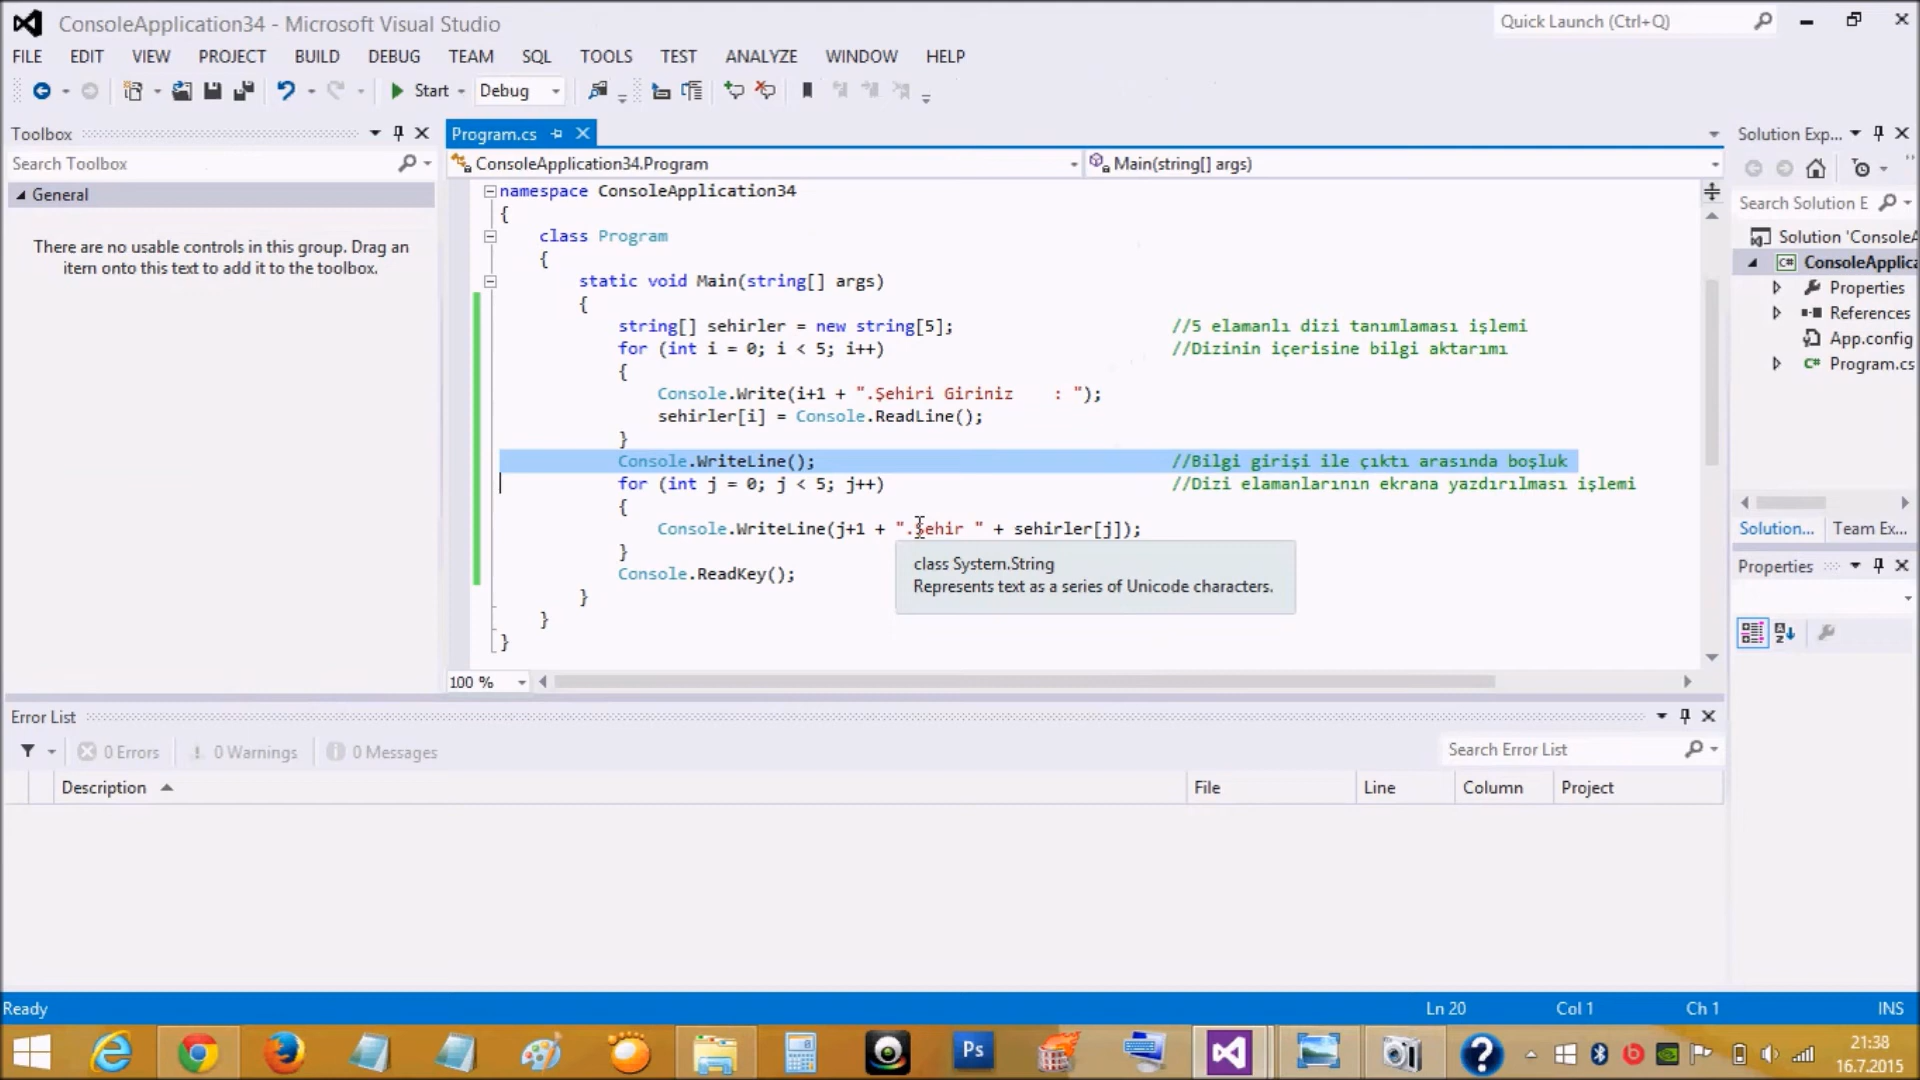 ConsoleApplication34 - Microsoft Visual Studio
Quick Launch (Ctrl+Q)
FILE EDIT VIEW PROJECT BUILD DEBUG TEAM SQL TOOLS TEST ANALYZE WINDOW HELP
Start Debug
Toolbox
Search Toolbox
General
There are no usable controls in this group. Drag an
item onto this text to add it to the toolbox.
Program.cs
ConsoleApplication34.Program
Main(string[] args)
namespace ConsoleApplication34
{
class Program
{
static void Main(string[] args)
{
string[] sehirler = new string[5]; //5 elamanlı dizi tanımlaması işlemi
for (int i = 0; i < 5; i++) //Dizinin içerisine bilgi aktarımı
{
Console.Write(i+1 + ".Şehiri Giriniz    : ");
sehirler[i] = Console.ReadLine();
}
Console.WriteLine(); //Bilgi girişi ile çıktı arasında boşluk
for (int j = 0; j < 5; j++) //Dizi elamanlarının ekrana yazdırılması işlemi
{
Console.WriteLine(j+1 + ".Şehir " + sehirler[j]);
}
Console.ReadKey();
}
}
}
class System.String
Represents text as a series of Unicode characters.
100 %
Solution Exp...
Search Solution E
Solution 'ConsoleA
C# ConsoleApplica
Properties
References
App.config
C# Program.cs
Solution... Team Ex...
Properties
Error List
0 Errors 0 Warnings 0 Messages
Search Error List
Description File Line Column Project
Ready Ln 20 Col 1 Ch 1 INS
Ps
21:38
16.7.2015